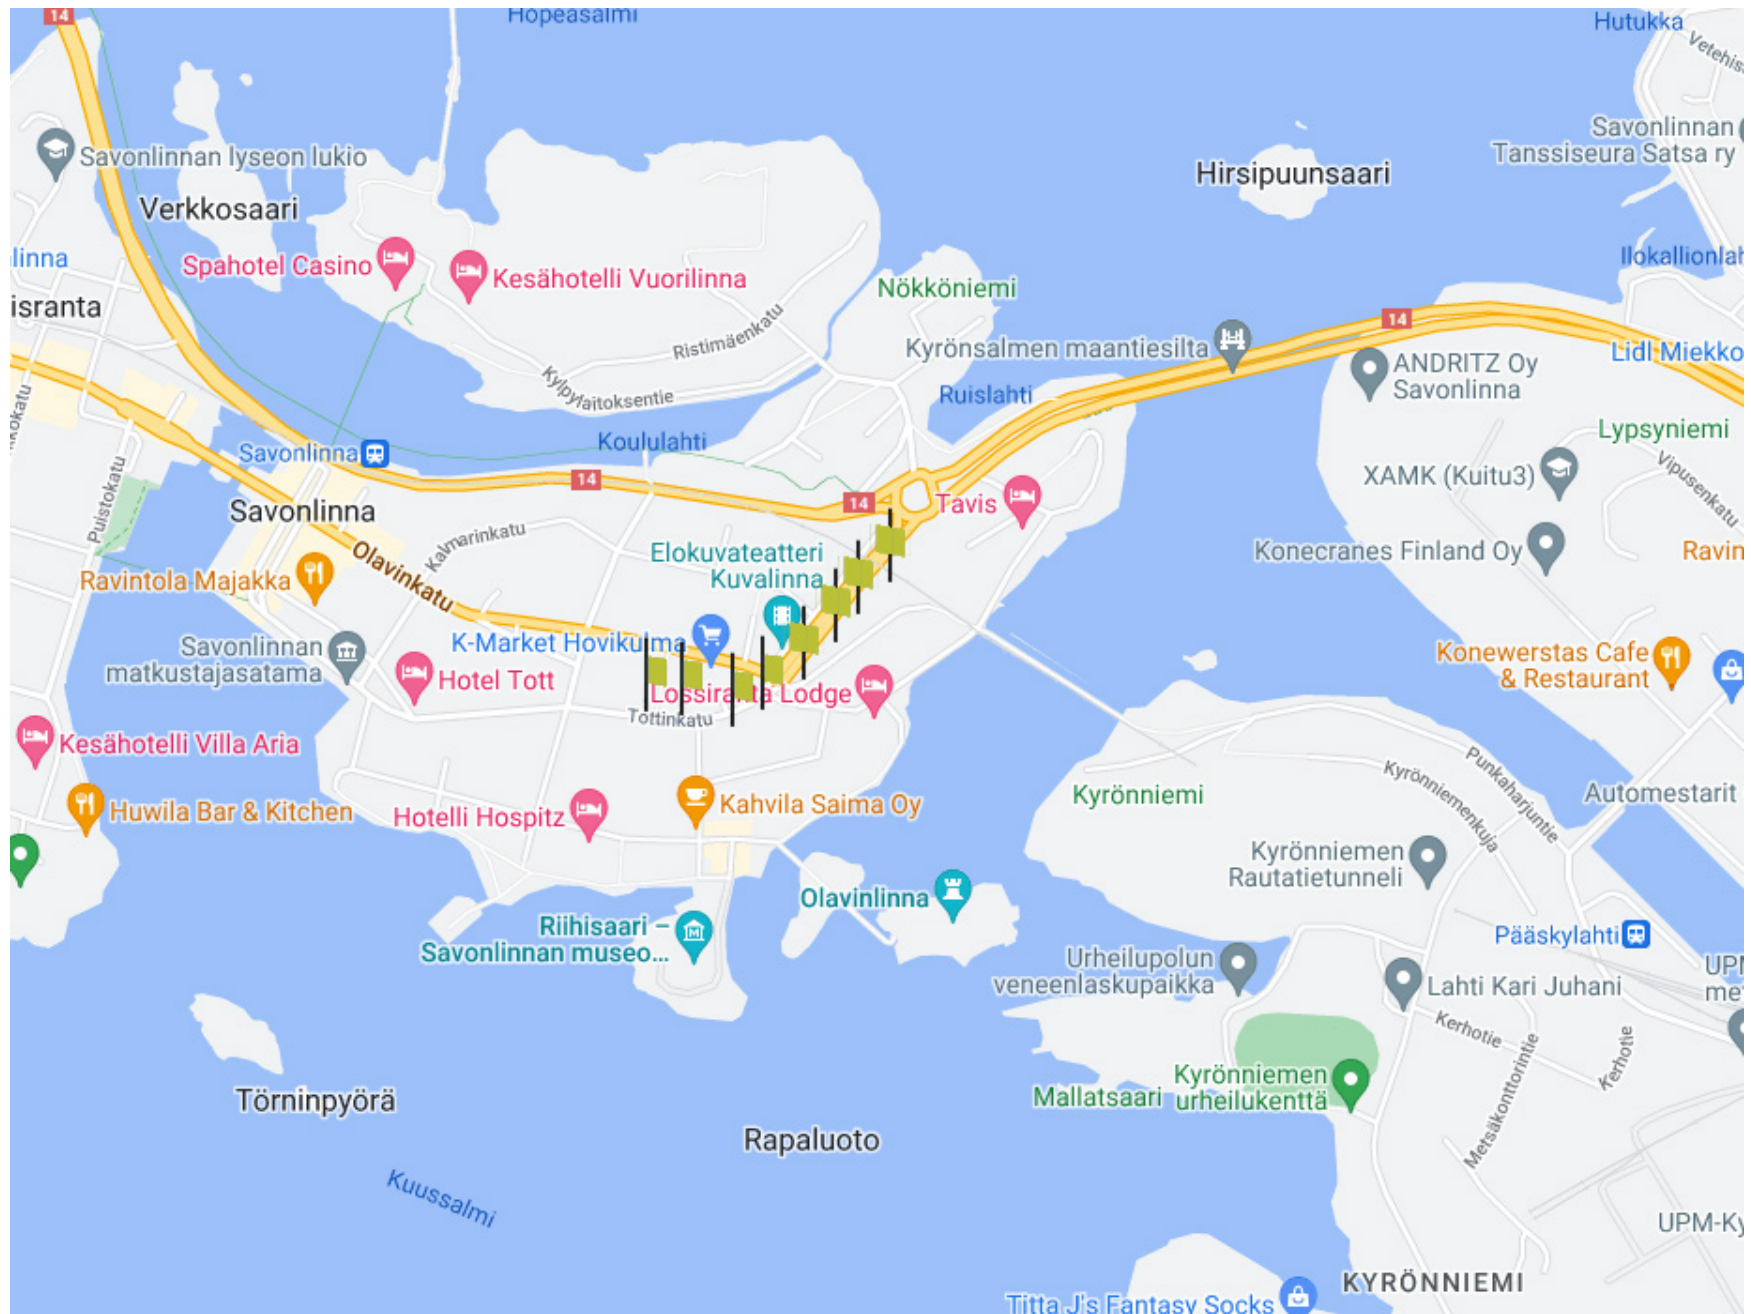 14
Hopeasalmi
Hutukka
Savonlinnan lyseon lukio
Savonlinnan
Tanssiseura Satsa ry
Hirsipuunsaari
Verkkosaari
linna
Spahotel Casino
Kesähotelli Vuorilinna
Nökköniemi
isranta
Ristimäenkatu
Kyrönsalmen maantiesilta
14
ANDRITZ Oy
Savonlinna
Kylpylaitoksentie
Ruislahti
Koululahti
Savonlinna
Lypsyniemi
Vipusenkatu
XAMK (Kuitu3)
14
14
Tavis
Puistokatu
Savonlinna
Kalmarinkatu
Olavinkatu
Elokuvateatteri
Kuvalinna
Konecranes Finland Oy
Ravintola Majakka
K-Market Hovikulma
Savonlinnan
matkustajasatama
Hotel Tott
Lossiranta Lodge
Tottinkatu
Konewerstas Cafe
& Restaurant
Kesähotelli Villa Aria
Huwila Bar & Kitchen
Hotelli Hospitz
Kahvila Saima Oy
Kyrönniemi
Punkaharjuntie
Kyrönniemenkuja
Automestarit
Kyrönniemen
Rautatietunneli
Olavinlinna
Riihisaari –
Savonlinnan museo...
Pääskylahti
Urheilupolun
veneenlaskupaikka
Lahti Kari Juhani
Kerhotie
Kerhotie
Metsäkonttorintie
Kyrönniemen
urheilukenttä
Mallatsaari
Törninpyörä
Rapaluoto
Kuussalmi
UPM-Ky
KYRÖNNIEMI
Titta J's Fantasy Socks